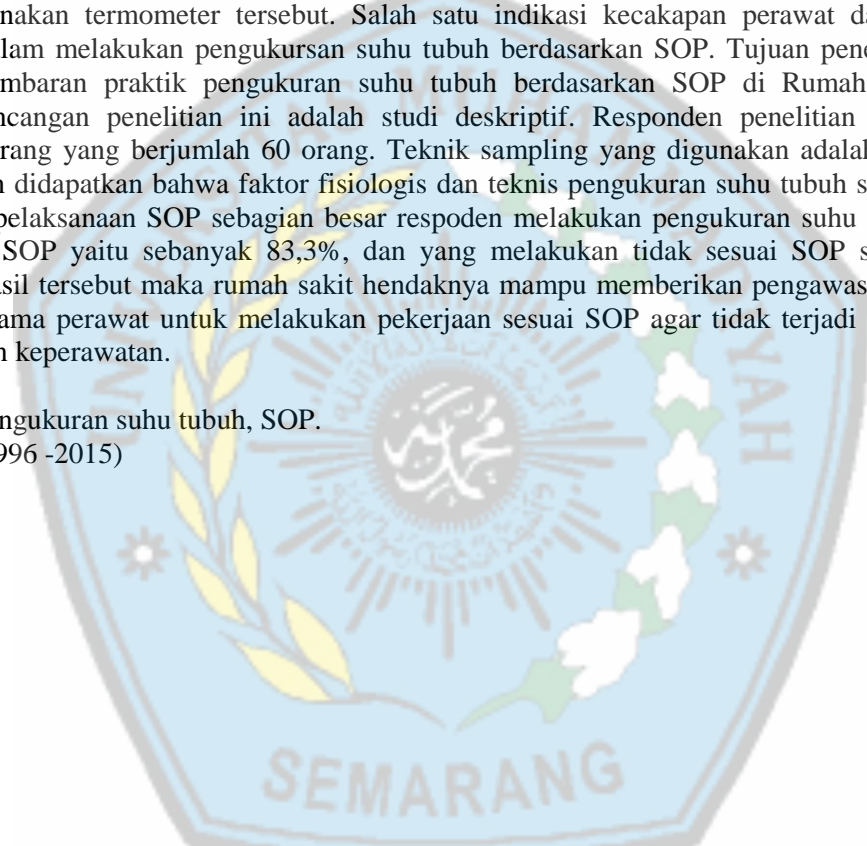 nakan termometer tersebut. Salah satu indikasi kecakapan perawat da
lam melakukan pengukursan suhu tubuh berdasarkan SOP. Tujuan pene
mbaran praktik pengukuran suhu tubuh berdasarkan SOP di Rumah
ncangan penelitian ini adalah studi deskriptif. Responden penelitian
rang yang berjumlah 60 orang. Teknik sampling yang digunakan adalah
n didapatkan bahwa faktor fisiologis dan teknis pengukuran suhu tubuh s
pelaksanaan SOP sebagian besar respoden melakukan pengukuran suhu
SOP yaitu sebanyak 83,3%, dan yang melakukan tidak sesuai SOP s
asil tersebut maka rumah sakit hendaknya mampu memberikan pengawas
ama perawat untuk melakukan pekerjaan sesuai SOP agar tidak terjadi
n keperawatan.
ngukuran suhu tubuh, SOP.
996 -2015)
UNIVERSITAS MUHAMMADIYAH
SEMARANG